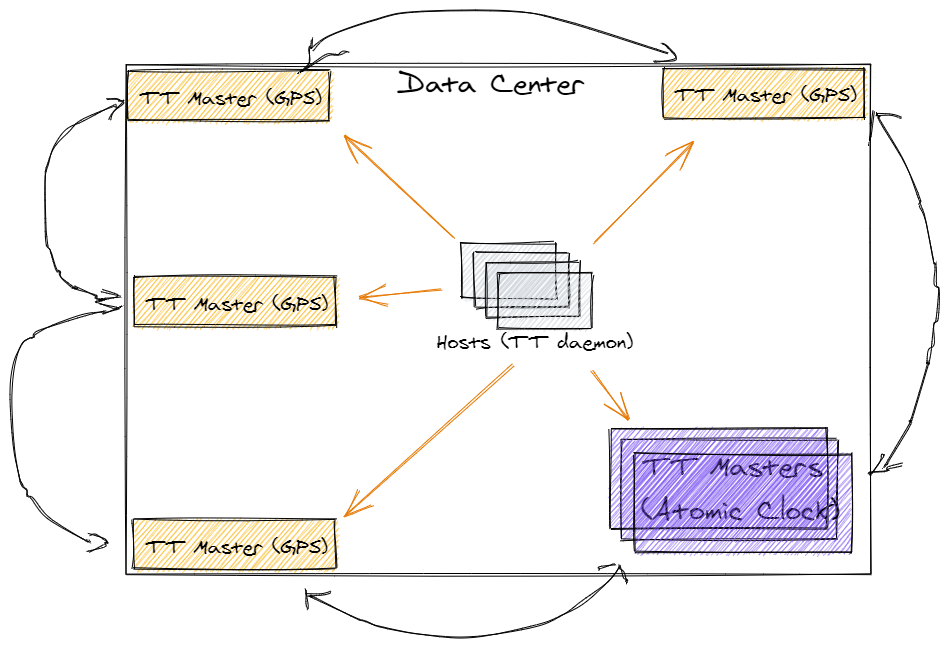 Data Center
TT Master (GPS)
TT Master (GPS)
TT Master (GPS)
Hosts (TT daemon)
TT Masters
(Atomic Clock)
TT Master (GPS)